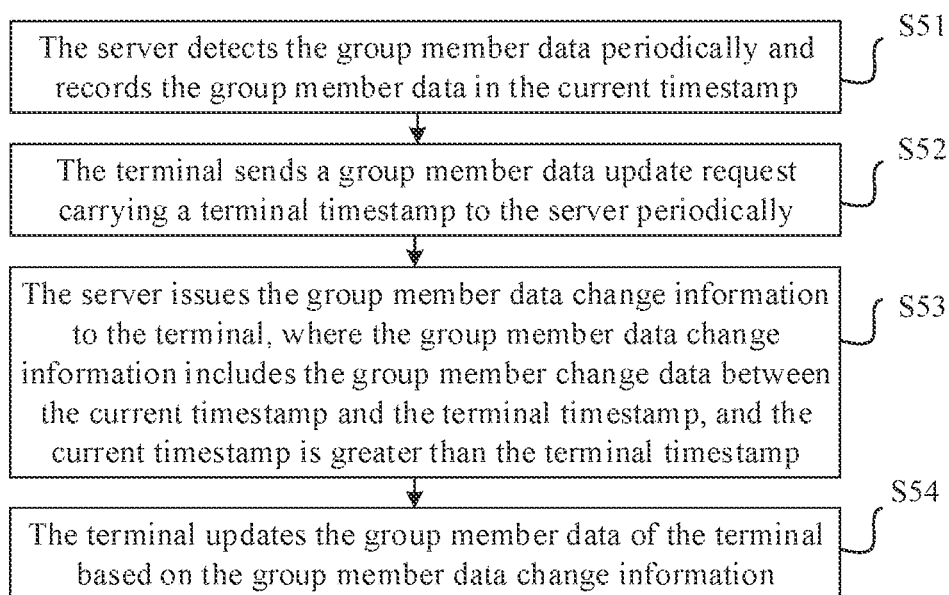 The server detects the group member data periodically and
records the group member data in the current timestamp
S51
The terminal sends a group member data update request
carrying a terminal timestamp to the server periodically
S52
The server issues the group member data change information
to the terminal, where the group member data change
information includes the group member change data between
the current timestamp and the terminal timestamp, and the
current timestamp is greater than the terminal timestamp
S53
The terminal updates the group member data of the terminal
based on the group member data change information
S54